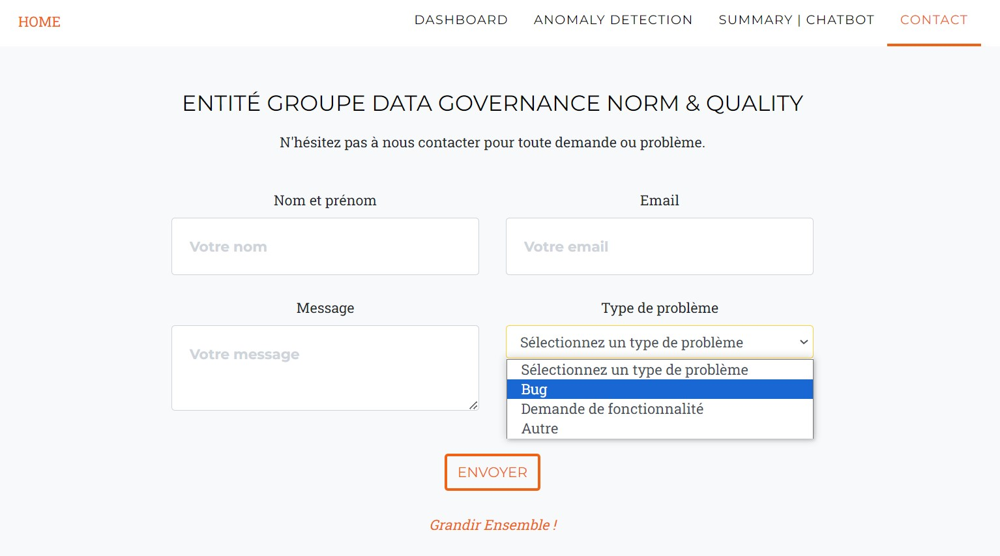 HOME
DASHBOARD
ANOMALY DETECTION
SUMMARY | CHATBOT
CONTACT
ENTITÉ GROUPE DATA GOVERNANCE NORM & QUALITY
N'hésitez pas à nous contacter pour toute demande ou problème.
Nom et prénom
Email
Votre nom
Votre email
Message
Type de problème
Votre message
Sélectionnez un type de problème
Sélectionnez un type de problème
Bug
Demande de fonctionnalité
Autre
ENVOYER
Grandir Ensemble !